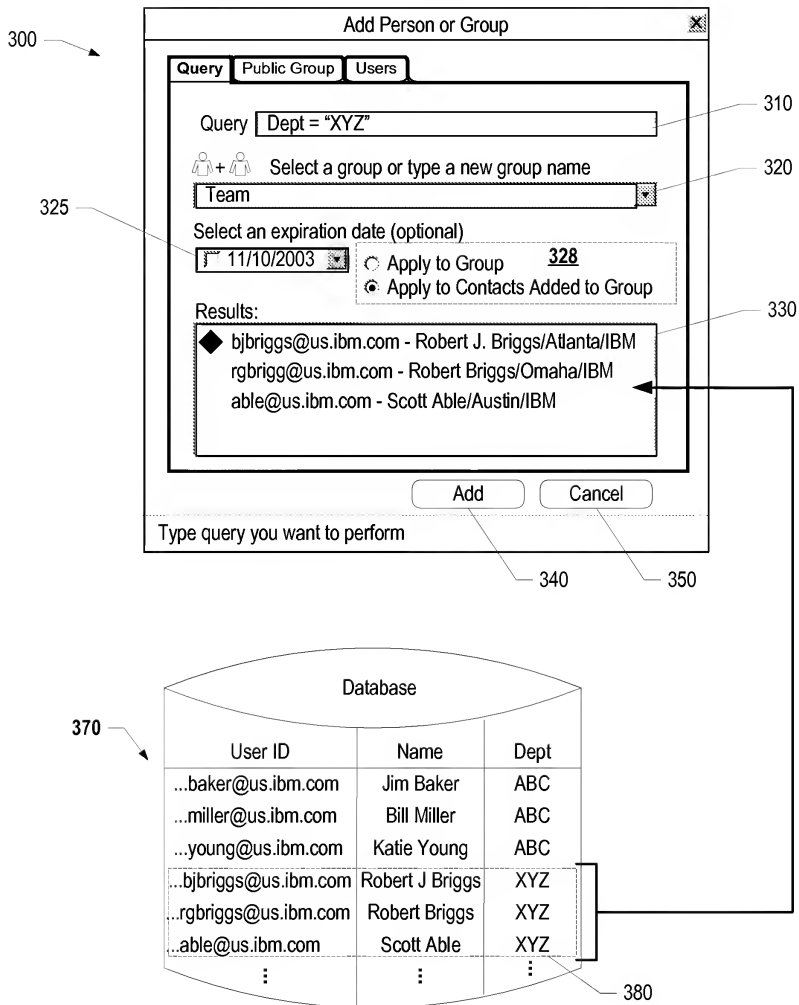 300
Add Person or Group
Query Public Group Users
Query Dept = “XYZ”
310
+ Select a group or type a new group name
320
Team
325
Select an expiration date (optional)
11/10/2003
Apply to Group 328
Apply to Contacts Added to Group
Results:
330
bjbriggs@us.ibm.com - Robert J. Briggs/Atlanta/IBM
rgbrigg@us.ibm.com - Robert Briggs/Omaha/IBM
able@us.ibm.com - Scott Able/Austin/IBM
Add Cancel
Type query you want to perform
340 350
Database
370
User ID Name Dept
...baker@us.ibm.com Jim Baker ABC
...miller@us.ibm.com Bill Miller ABC
...young@us.ibm.com Katie Young ABC
...bjbriggs@us.ibm.com Robert J Briggs XYZ
...rgbriggs@us.ibm.com Robert Briggs XYZ
...able@us.ibm.com Scott Able XYZ
380